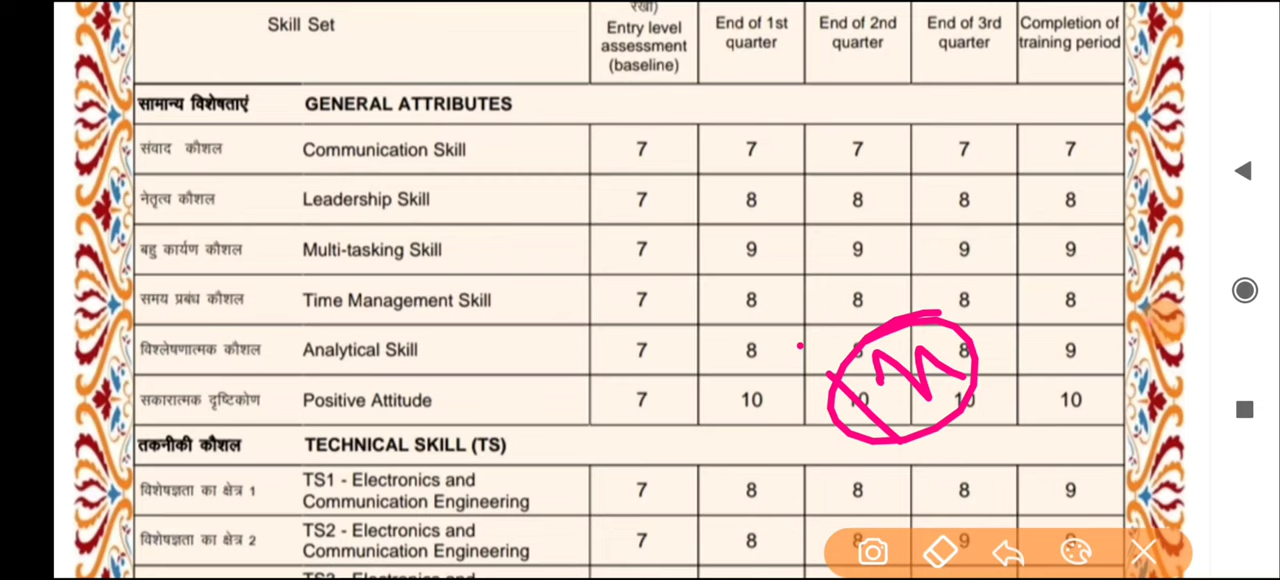 रखा)
Skill Set Entry level assessment (baseline) End of 1st quarter End of 2nd quarter End of 3rd quarter Completion of training period
सामान्य विशेषताएं GENERAL ATTRIBUTES
संवाद कौशल Communication Skill 7 7 7 7 7
नेतृत्व कौशल Leadership Skill 7 8 8 8 8
बहु कार्यण कौशल Multi-tasking Skill 7 9 9 9 9
समय प्रबंध कौशल Time Management Skill 7 8 8 8 8
विश्लेषणात्मक कौशल Analytical Skill 7 8 8 9
सकारात्मक दृष्टिकोण Positive Attitude 7 10 10 10 10
तकनीकी कौशल TECHNICAL SKILL (TS)
विशेषज्ञता का क्षेत्र 1 TS1 - Electronics and Communication Engineering 7 8 8 8 9
विशेषज्ञता का क्षेत्र 2 TS2 - Electronics and Communication Engineering 7 8 8 9